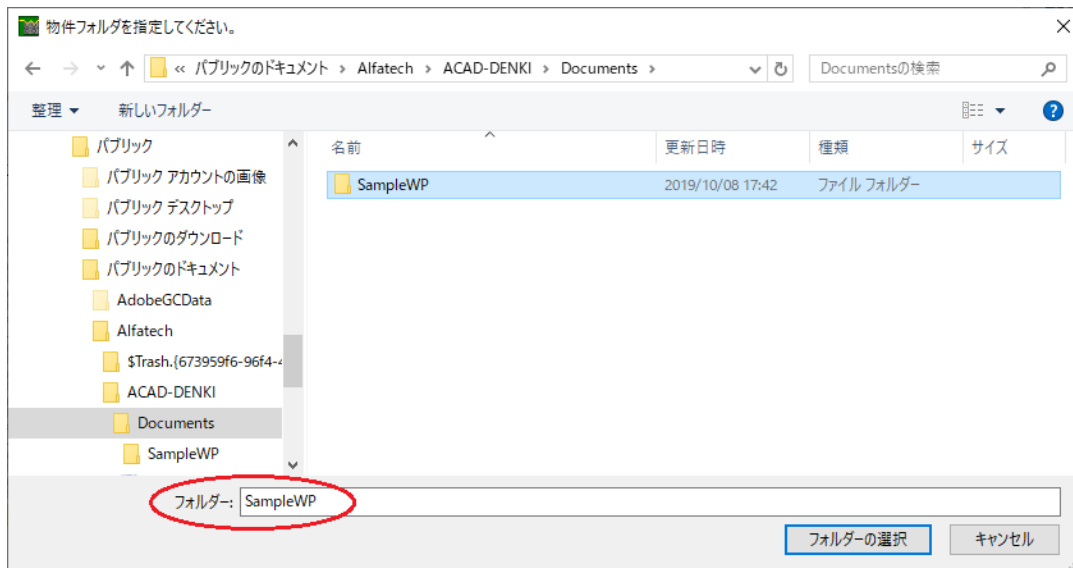 物件フォルダを指定してください。
« パブリックのドキュメント › Alfatech › ACAD-DENKI › Documents ›
Documentsの検索
整理 新しいフォルダー
名前 更新日時 種類 サイズ
パブリック
パブリック アカウントの画像
パブリック デスクトップ
パブリックのダウンロード
パブリックのドキュメント
AdobeGCData
Alfatech
$Trash.{673959f6-96f4-4
ACAD-DENKI
Documents
SampleWP
SampleWP 2019/10/08 17:42 ファイル フォルダー
フォルダー: SampleWP
フォルダーの選択 キャンセル